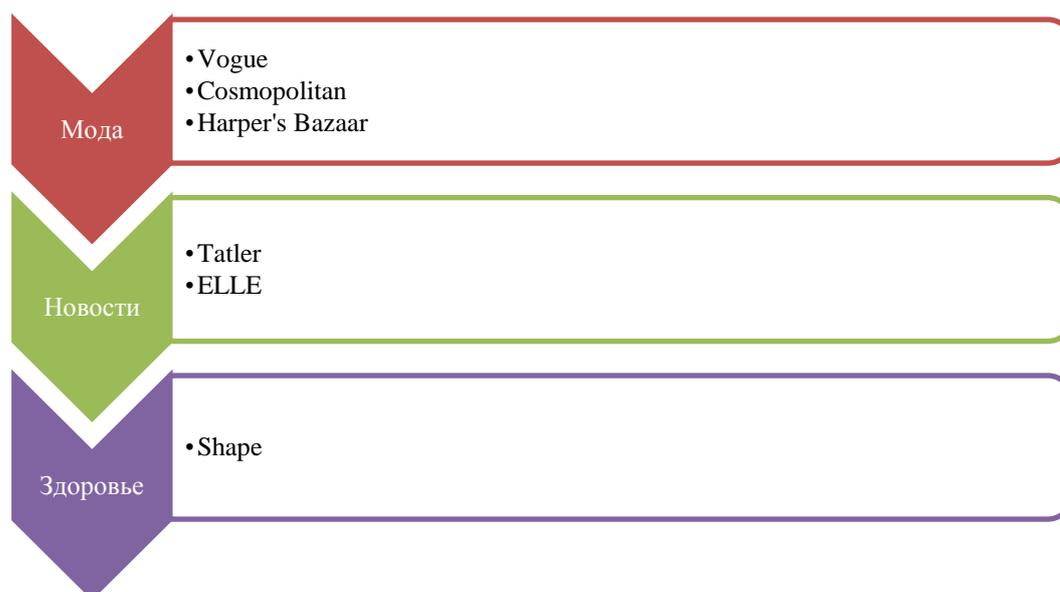 Мода
•Vogue
•Cosmopolitan
•Harper's Bazaar
Новости
•Tatler
•ELLE
Здоровье
•Shape